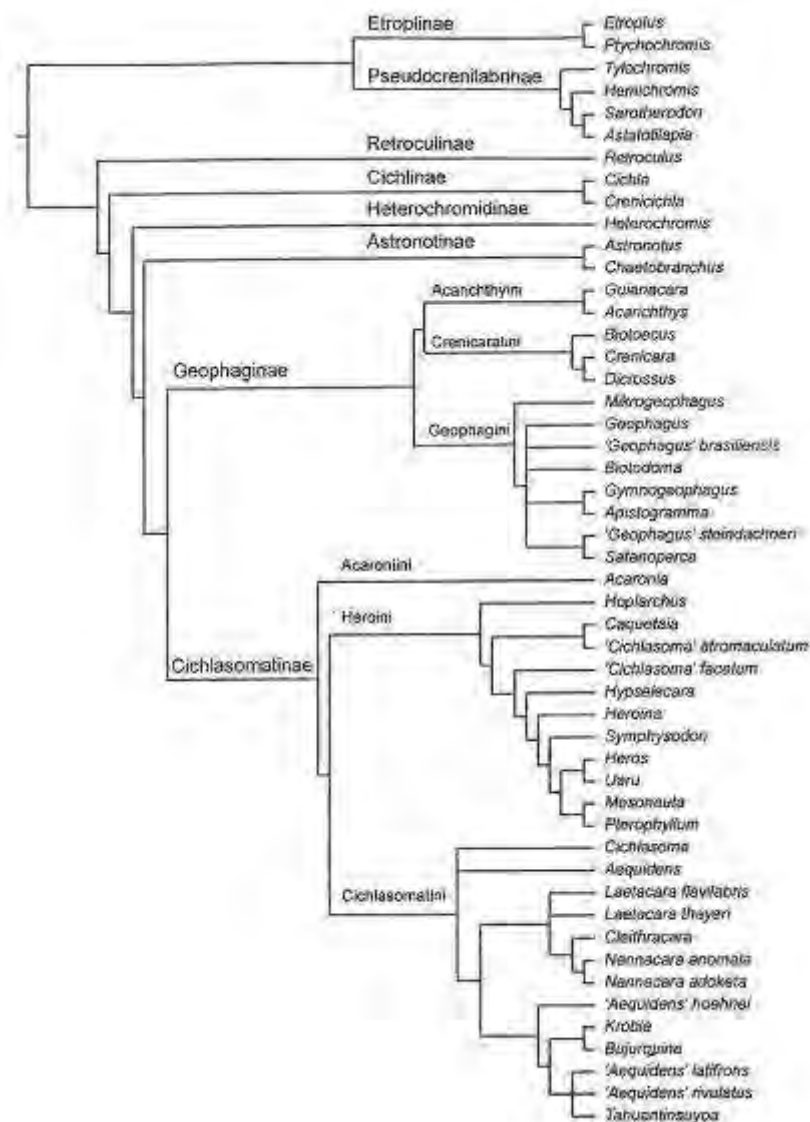 Etroplinae
Etroplus
Ptychochromis
Pseudocrenilabrinae
Tylochromis
Hemichromis
Sarotherodon
Astatotilapia
Retroculinae
Retroculus
Cichlinae
Cichla
Crenicichla
Heterochromidinae
Heterochromis
Astronotinae
Astronotus
Chaetobranchus
Geophaginae
Acarichthyini
Guianacara
Acarichthys
Crenicaratini
Biotoecus
Crenicara
Dicrossus
Geophagini
Mikrogeophagus
Geophagus
'Geophagus' brasiliensis
Biotodoma
Gymnogeophagus
Apistogramma
'Geophagus' steindachneri
Satanoperca
Cichlasomatinae
Acaroniini
Acaronia
Heroini
Hoplarchus
Caquetaia
'Cichlasoma' atromaculatum
'Cichlasoma' facetum
Hypselecara
Heroina
Symphysodon
Heros
Uaru
Mesonauta
Pterophyllum
Cichlasomatini
Cichlasoma
Aequidens
Laetacara flavilabris
Laetacara thayeri
Cleithracara
Nannacara anomala
Nannacara adoketa
'Aequidens' hoehnei
Krobia
Bujurquina
'Aequidens' latifrons
'Aequidens' rivulatus
Tahuantinsuyoa